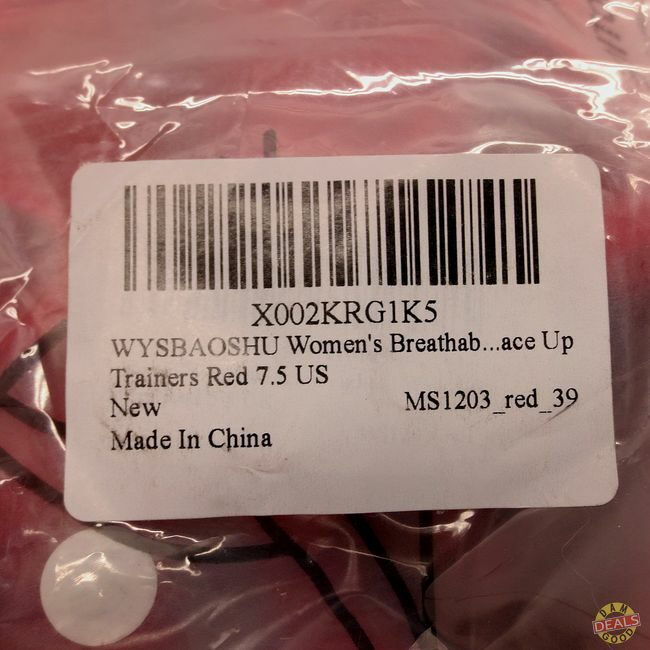 X002KRG1K5
WYSBAOSHU Women's Breathab...ace Up
Trainers Red 7.5 US
New MS1203_red_39
Made In China
DAM
DEALS
GOOD